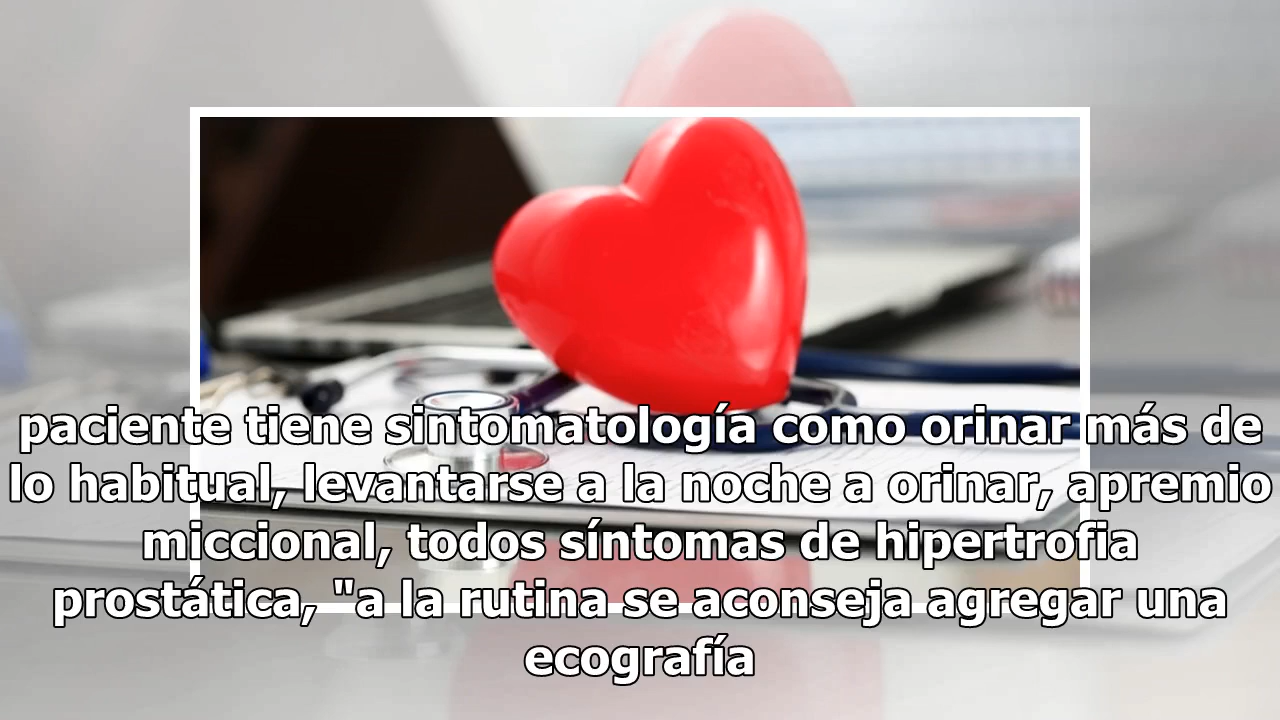 paciente tiene sintomatología como orinar más de
lo habitual, levantarse a la noche a orinar, apremio
miccional, todos síntomas de hipertrofia
prostática, "a la rutina se aconseja agregar una
ecografía